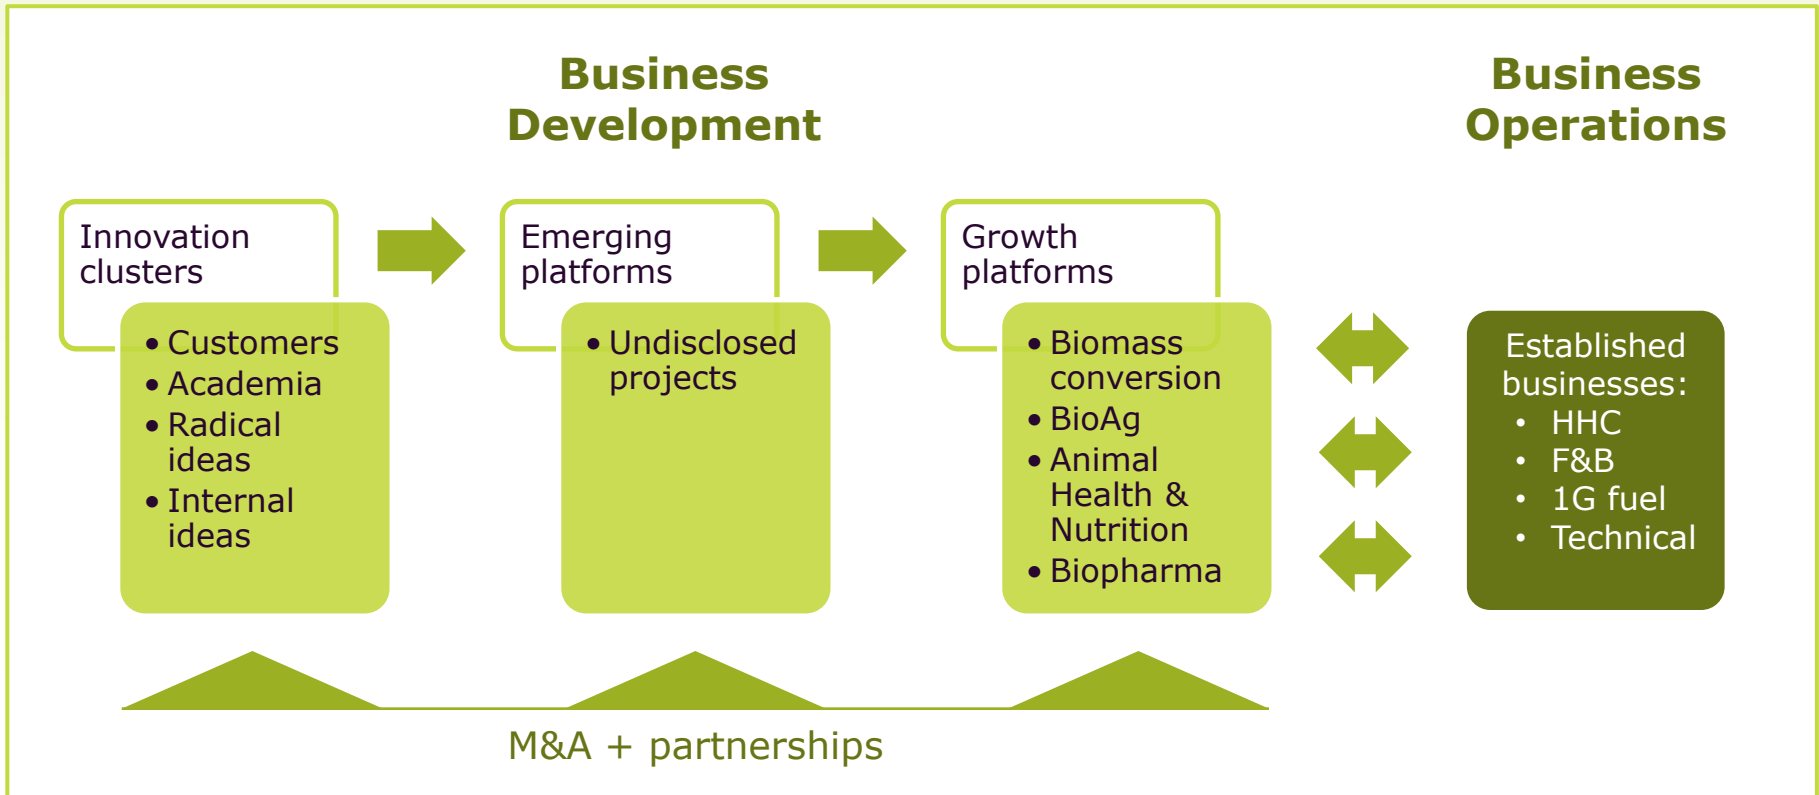 Business
Development
Business
Operations
Innovation
clusters
• Customers
• Academia
• Radical
ideas
• Internal
ideas
Emerging
platforms
• Undisclosed
projects
Growth
platforms
• Biomass
conversion
• BioAg
• Animal
Health &
Nutrition
• Biopharma
Established
businesses:
• HHC
• F&B
• 1G fuel
• Technical
M&A + partnerships